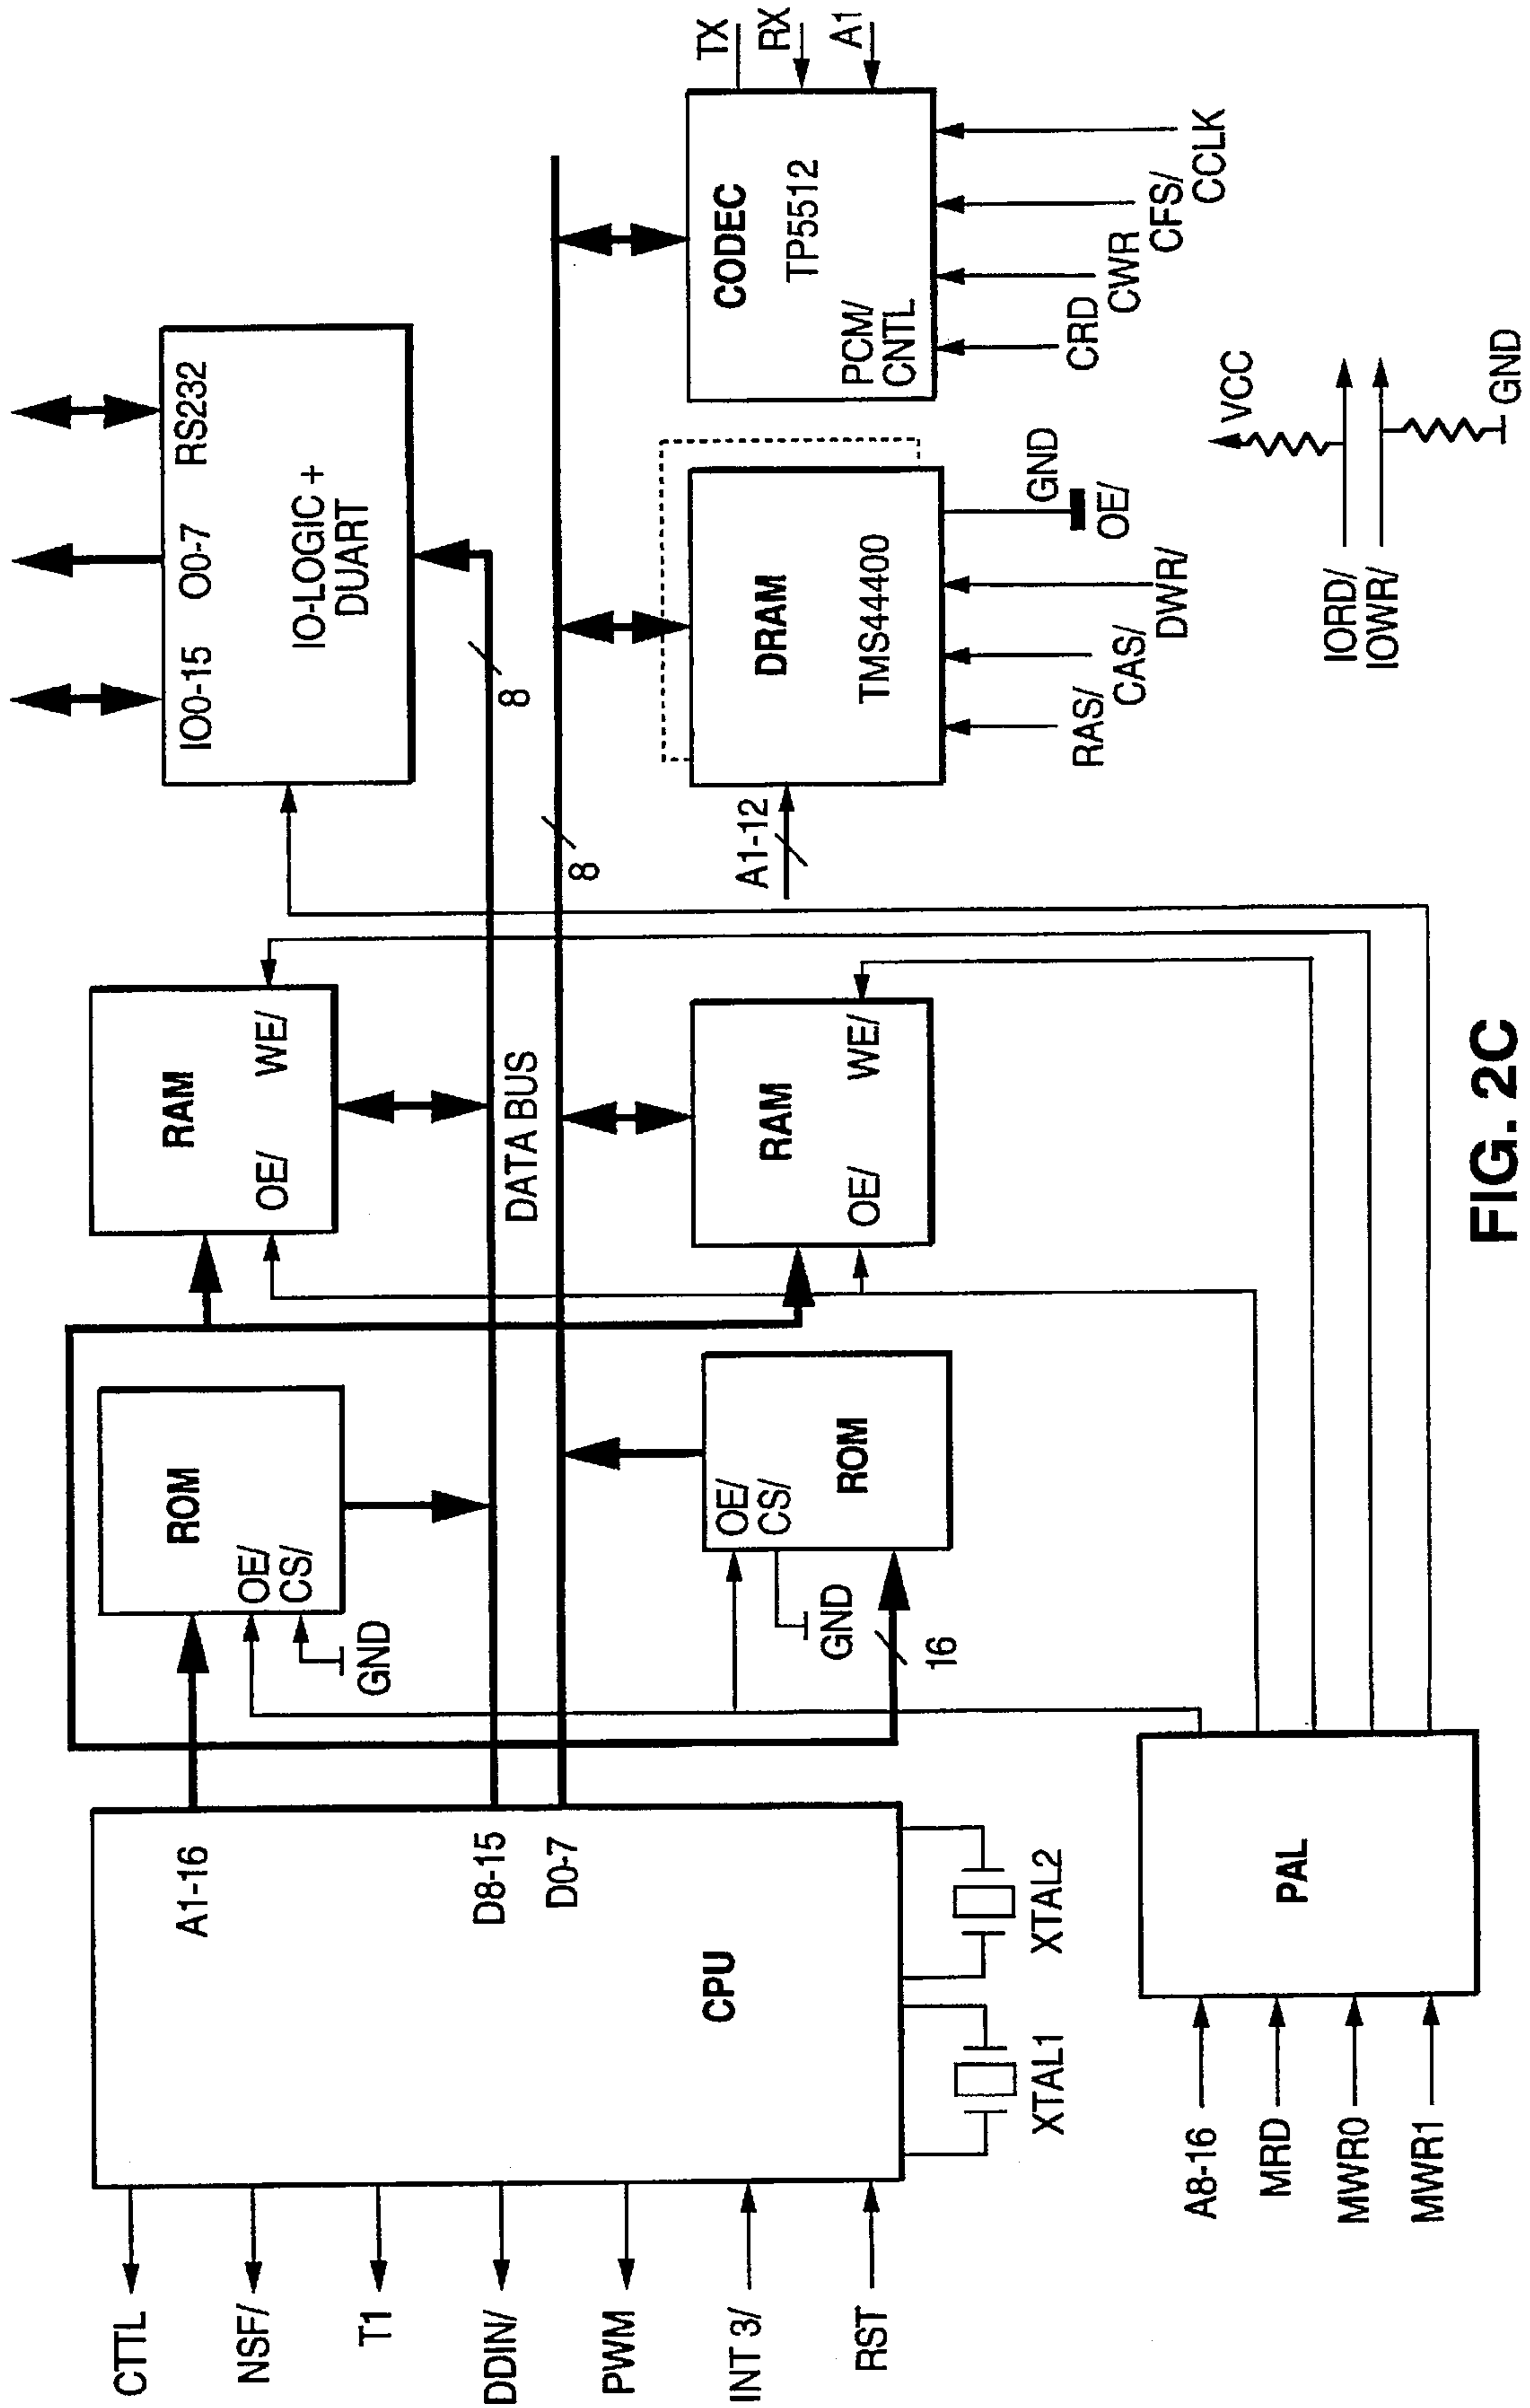 CTTL
NSF/
T1
DDIN/
PWM
INT 3/
RST
A1-16
D8-15
D0-7
CPU
XTAL1
XTAL2
ROM
OE/
CS/
GND
OE/
CS/
ROM
GND
16
RAM
OE/
WE/
DATA BUS
RAM
OE/
WE/
IO0-15
O0-7
RS232
IO-LOGIC +
DUART
8
8
A1-12
DRAM
TMS44400
RAS/
CAS/
DWR/
GND
OE/
CODEC
TP5512
PCM/
CNTL
TX
RX
A1
CRD
CWR
CFS/
CCLK
VCC
IORD/
IOWR/
GND
A8-16
MRD
MWR0
MWR1
PAL
FIG. 2C